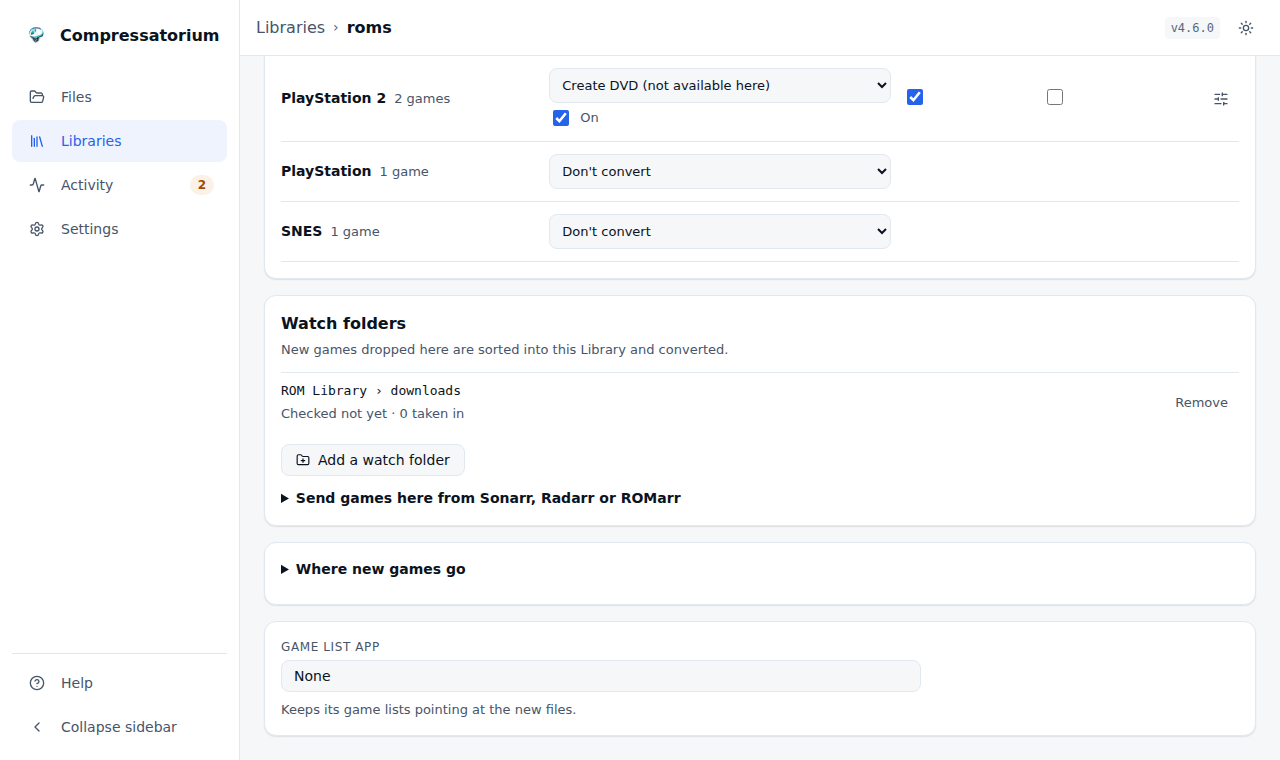 Compressatorium
Libraries › roms
v4.6.0
Files
Libraries
Activity 2
Settings
Help
Collapse sidebar
PlayStation 2 2 games
Create DVD (not available here)
On
PlayStation 1 game
Don't convert
SNES 1 game
Don't convert
Watch folders
New games dropped here are sorted into this Library and converted.
ROM Library › downloads
Checked not yet · 0 taken in
Remove
Add a watch folder
Send games here from Sonarr, Radarr or ROMarr
Where new games go
GAME LIST APP
None
Keeps its game lists pointing at the new files.